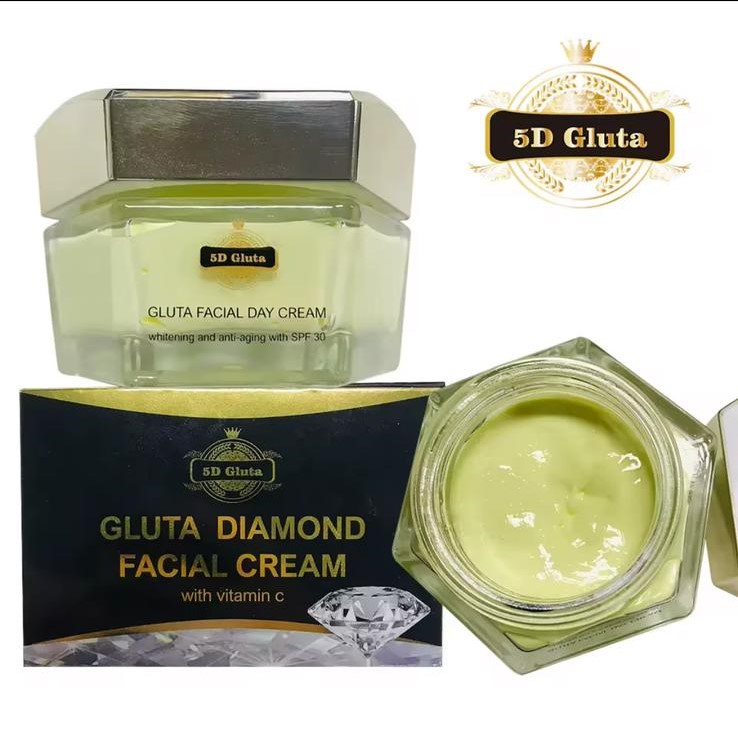 5D Gluta
5D Gluta
GLUTA FACIAL DAY CREAM
whitening and anti-aging with SPF 30
5D Gluta
GLUTA DIAMOND
FACIAL CREAM
with vitamin c